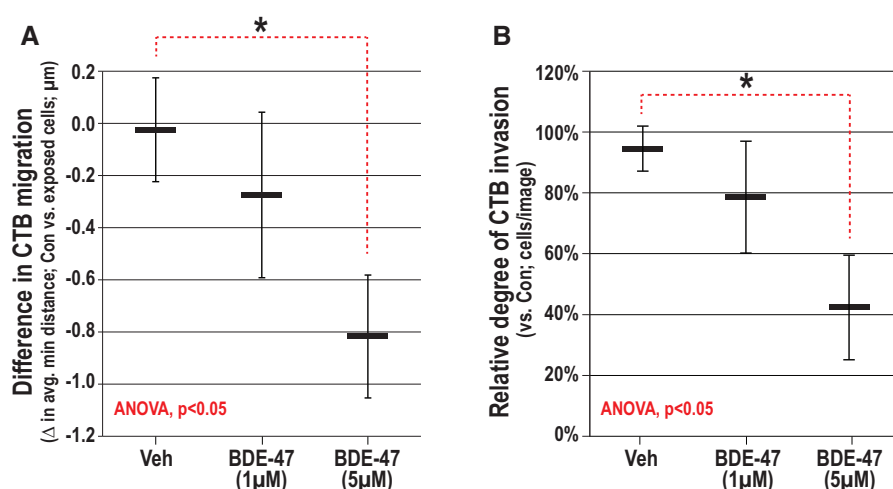 A
*
Difference in CTB migration
(Δ in avg. min distance; Con vs. exposed cells; µm)
0.2
0.0
-0.2
-0.4
-0.6
-0.8
-1.0
-1.2
ANOVA, p<0.05
Veh
BDE-47
(1µM)
BDE-47
(5µM)
B
*
Relative degree of CTB invasion
(vs. Con; cells/image)
120%
100%
80%
60%
40%
20%
0%
ANOVA, p<0.05
Veh
BDE-47
(1µM)
BDE-47
(5µM)